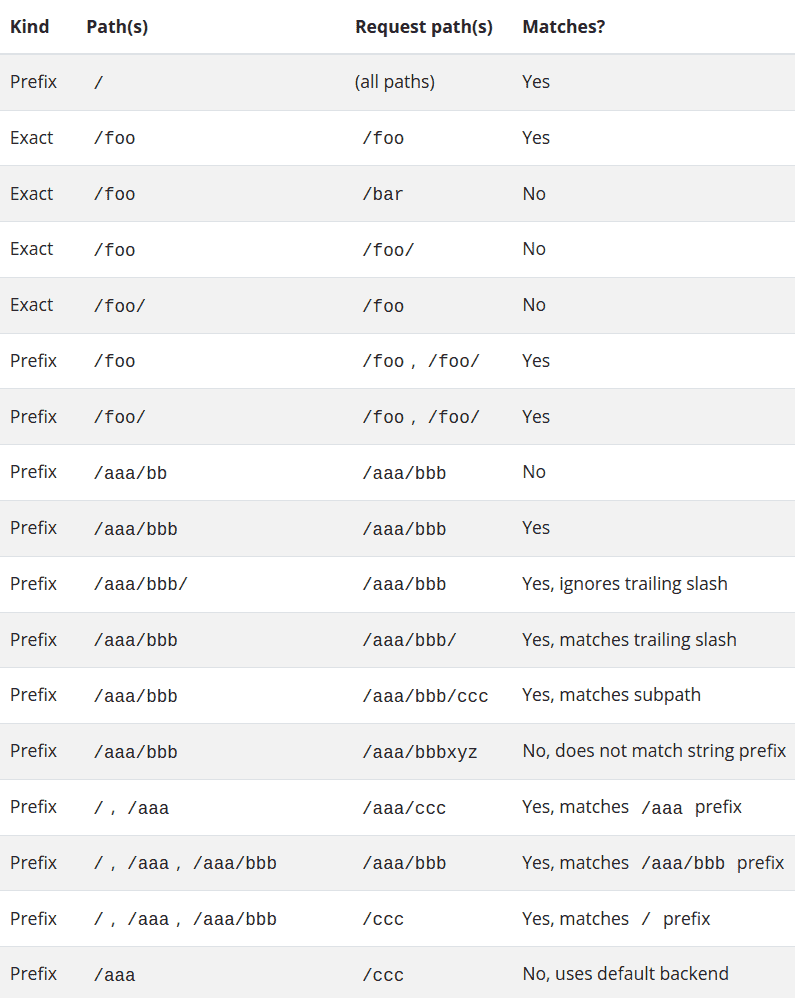 Kind Path(s) Request path(s) Matches?
Prefix / (all paths) Yes
Exact /foo /foo Yes
Exact /foo /bar No
Exact /foo /foo/ No
Exact /foo/ /foo No
Prefix /foo /foo , /foo/ Yes
Prefix /foo/ /foo , /foo/ Yes
Prefix /aaa/bb /aaa/bbb No
Prefix /aaa/bbb /aaa/bbb Yes
Prefix /aaa/bbb/ /aaa/bbb Yes, ignores trailing slash
Prefix /aaa/bbb /aaa/bbb/ Yes, matches trailing slash
Prefix /aaa/bbb /aaa/bbb/ccc Yes, matches subpath
Prefix /aaa/bbb /aaa/bbbxyz No, does not match string prefix
Prefix / , /aaa /aaa/ccc Yes, matches /aaa prefix
Prefix / , /aaa , /aaa/bbb /aaa/bbb Yes, matches /aaa/bbb prefix
Prefix / , /aaa , /aaa/bbb /ccc Yes, matches / prefix
Prefix /aaa /ccc No, uses default backend